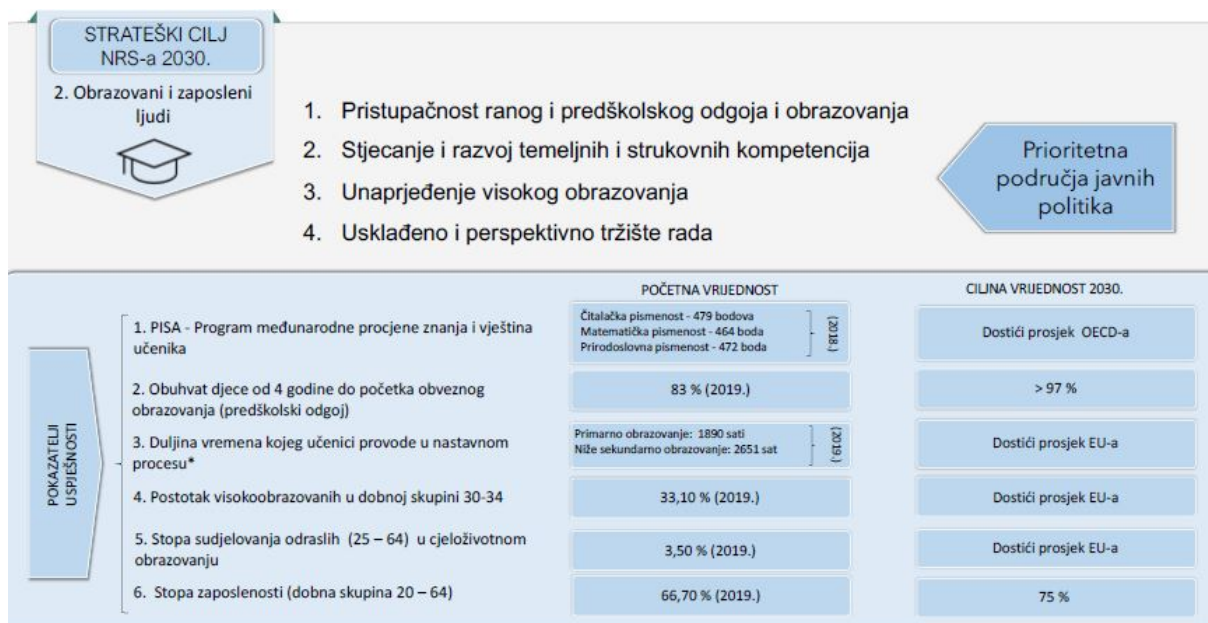 STRATEŠKI CILJ
NRS-a 2030.
2. Obrazovani i zaposleni
ljudi
1. Pristupačnost ranog i predškolskog odgoja i obrazovanja
2. Stjecanje i razvoj temeljnih i strukovnih kompetencija
3. Unaprjeđenje visokog obrazovanja
4. Usklađeno i perspektivno tržište rada
Prioritetna
područja javnih
politika
POČETNA VRIJEDNOST
CILJNA VRIJEDNOST 2030.
POKAZATELJI
USPJEŠNOSTI
1. PISA - Program međunarodne procjene znanja i vještina
učenika
Čitalačka pismenost - 479 bodova
Matematička pismenost - 464 boda
Prirodoslovna pismenost - 472 boda
(2018.)
Dostići prosjek OECD-a
2. Obuhvat djece od 4 godine do početka obveznog
obrazovanja (predškolski odgoj)
83 % (2019.)
> 97 %
3. Duljina vremena kojeg učenici provode u nastavnom
procesu*
Primarno obrazovanje: 1890 sati
Niže sekundarno obrazovanje: 2651 sat
(2019.)
Dostići prosjek EU-a
4. Postotak visokoobrazovanih u dobnoj skupini 30-34
33,10 % (2019.)
Dostići prosjek EU-a
5. Stopa sudjelovanja odraslih (25 – 64) u cjeloživotnom
obrazovanju
3,50 % (2019.)
Dostići prosjek EU-a
6. Stopa zaposlenosti (dobna skupina 20 – 64)
66,70 % (2019.)
75 %